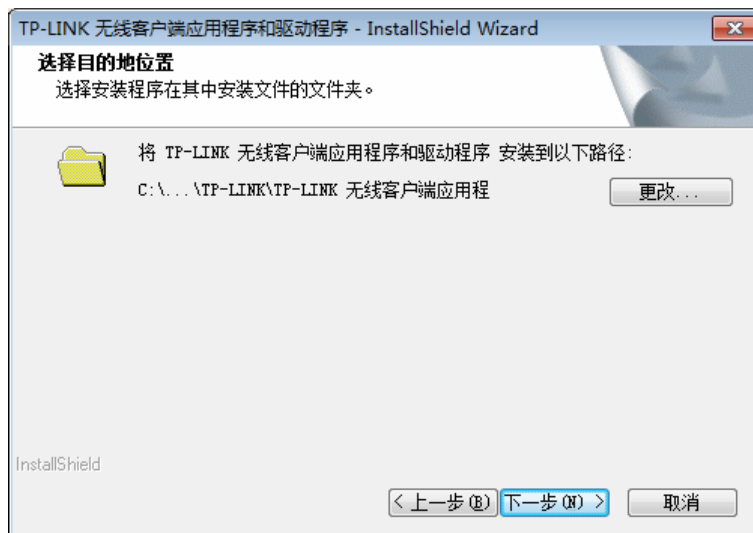 TP-LINK 无线客户端应用程序和驱动程序 - InstallShield Wizard
选择目的地位置
选择安装程序在其中安装文件的文件夹。
将 TP-LINK 无线客户端应用程序和驱动程序 安装到以下路径:
C:\...\TP-LINK\TP-LINK 无线客户端应用程
更改...
InstallShield
< 上一步(B)
下一步(N) >
取消